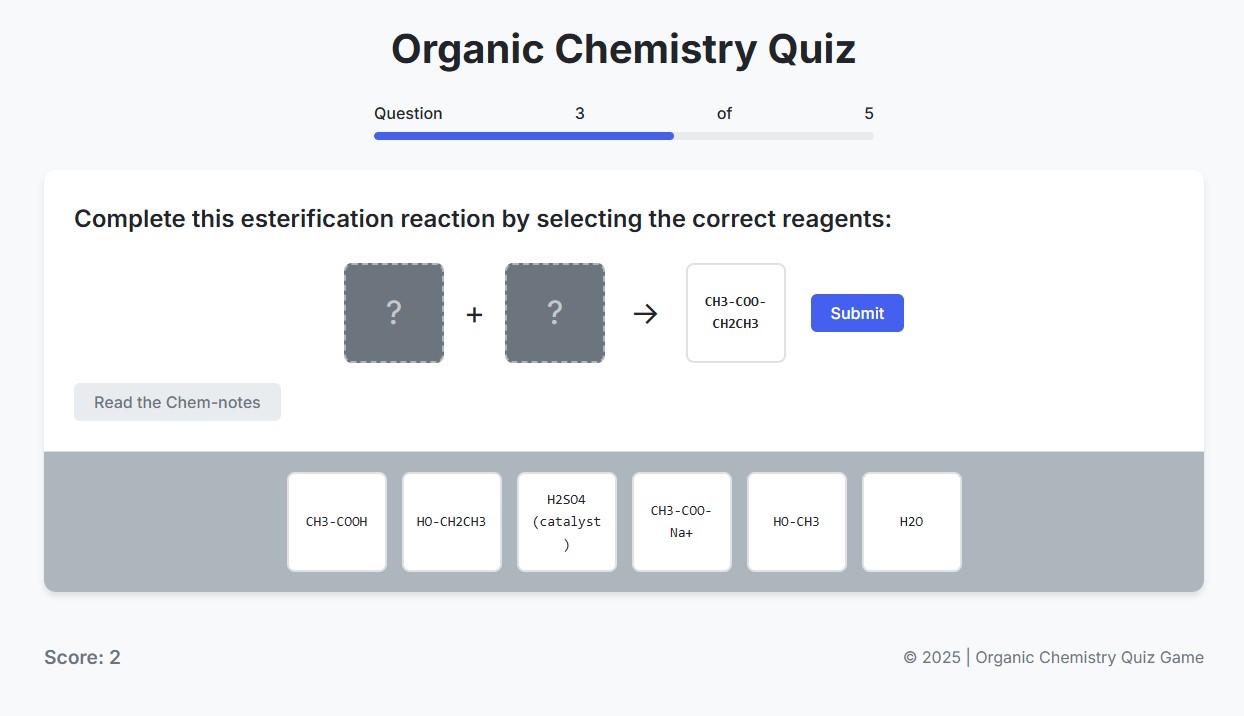 Organic Chemistry Quiz
Question 3 of 5
Complete this esterification reaction by selecting the correct reagents:
? + ? → CH3-COO-
CH2CH3
Submit
Read the Chem-notes
CH3-COOH
HO-CH2CH3
H2SO4
(catalyst
)
CH3-COO-
Na+
HO-CH3
H2O
Score: 2
© 2025 | Organic Chemistry Quiz Game